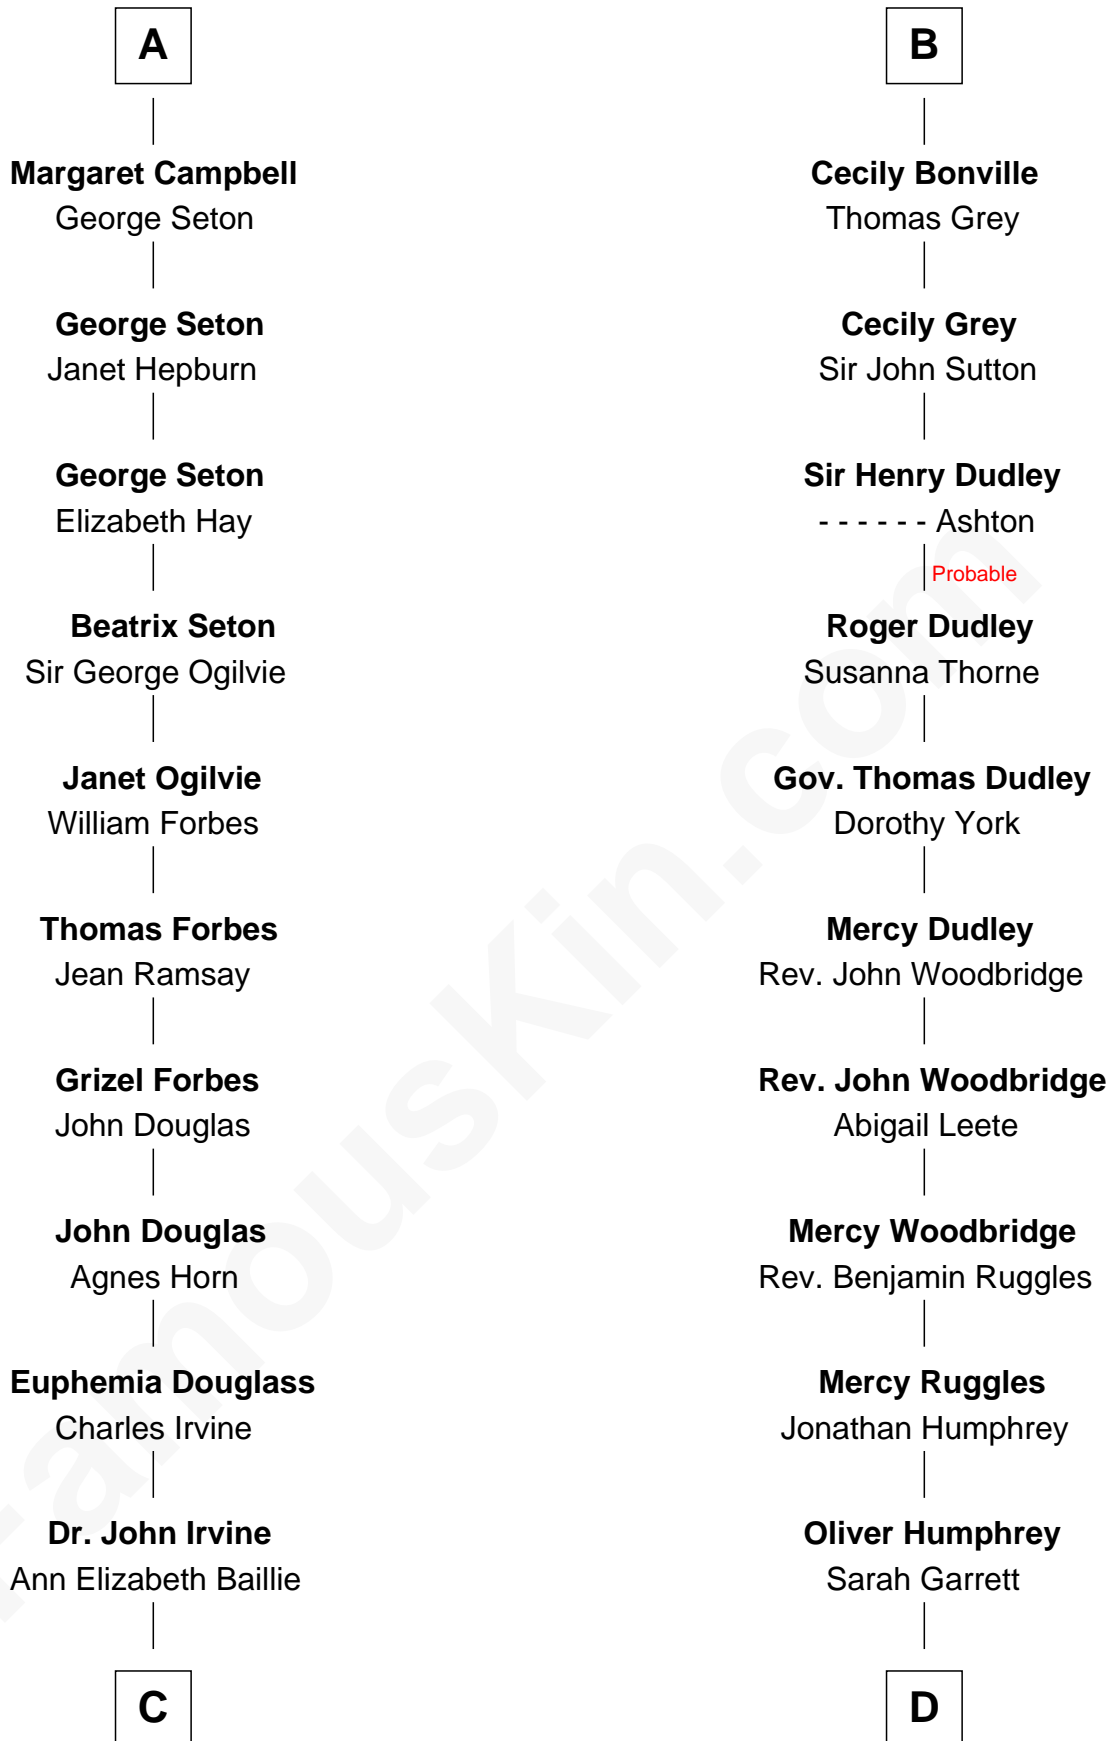 A
Margaret Campbell
George Seton
George Seton
Janet Hepburn
George Seton
Elizabeth Hay
Beatrix Seton
Sir George Ogilvie
Janet Ogilvie
William Forbes
Thomas Forbes
Jean Ramsay
Grizel Forbes
John Douglas
John Douglas
Agnes Horn
Euphemia Douglass
Charles Irvine
Dr. John Irvine
Ann Elizabeth Baillie
C
B
Cecily Bonville
Thomas Grey
Cecily Grey
Sir John Sutton
Sir Henry Dudley
- - - - - - Ashton
Probable
Roger Dudley
Susanna Thorne
Gov. Thomas Dudley
Dorothy York
Mercy Dudley
Rev. John Woodbridge
Rev. John Woodbridge
Abigail Leete
Mercy Woodbridge
Rev. Benjamin Ruggles
Mercy Ruggles
Jonathan Humphrey
Oliver Humphrey
Sarah Garrett
D
FamousKin.com